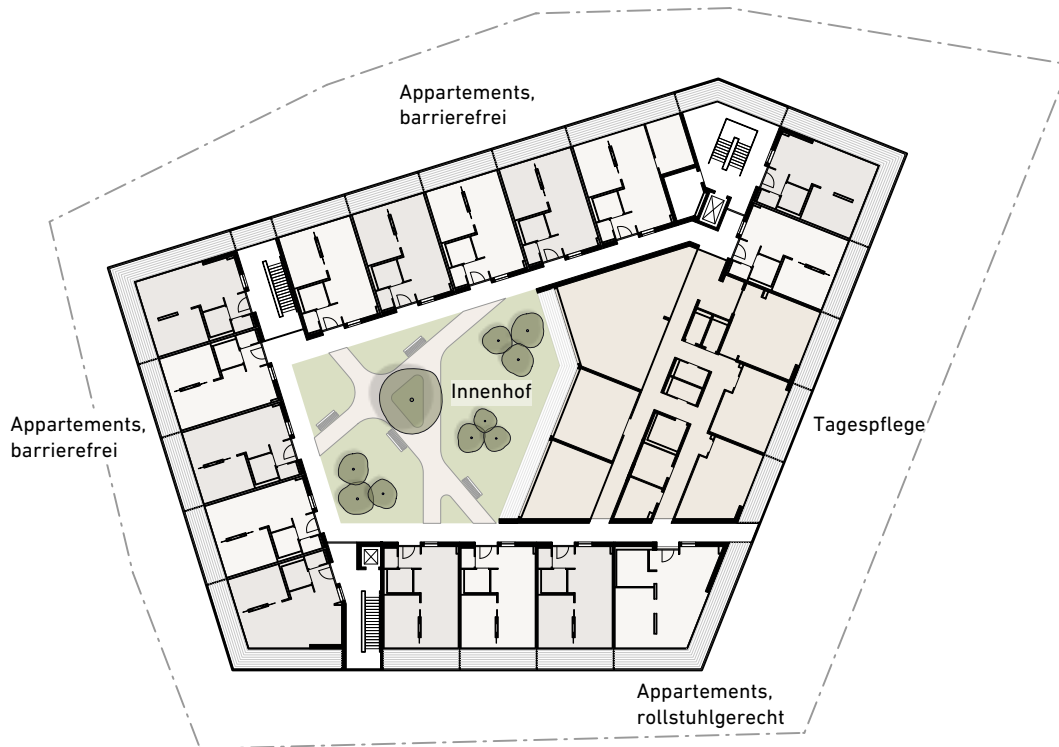 Appartements,
barrierefrei
Innenhof
Appartements,
barrierefrei
Tagespflege
Appartements,
rollstuhlgerecht